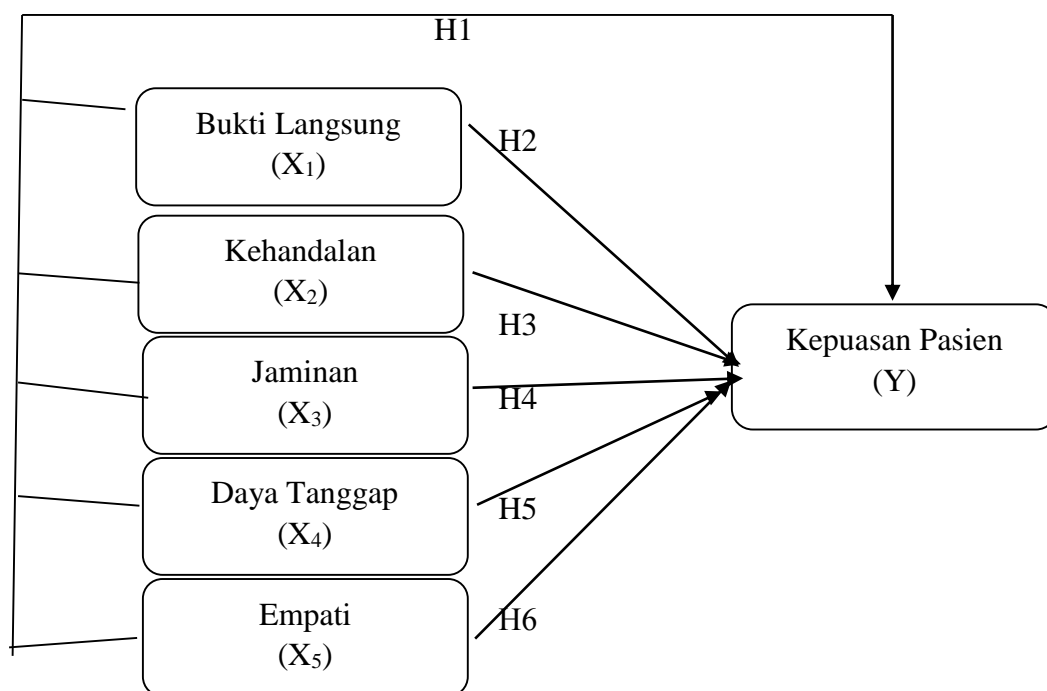 H1
Bukti Langsung
(X₁)
H2
Kehandalan
(X₂)
H3
Kepuasan Pasien
(Y)
Jaminan
(X₃)
H4
Daya Tanggap
(X₄)
H5
Empati
(X₅)
H6